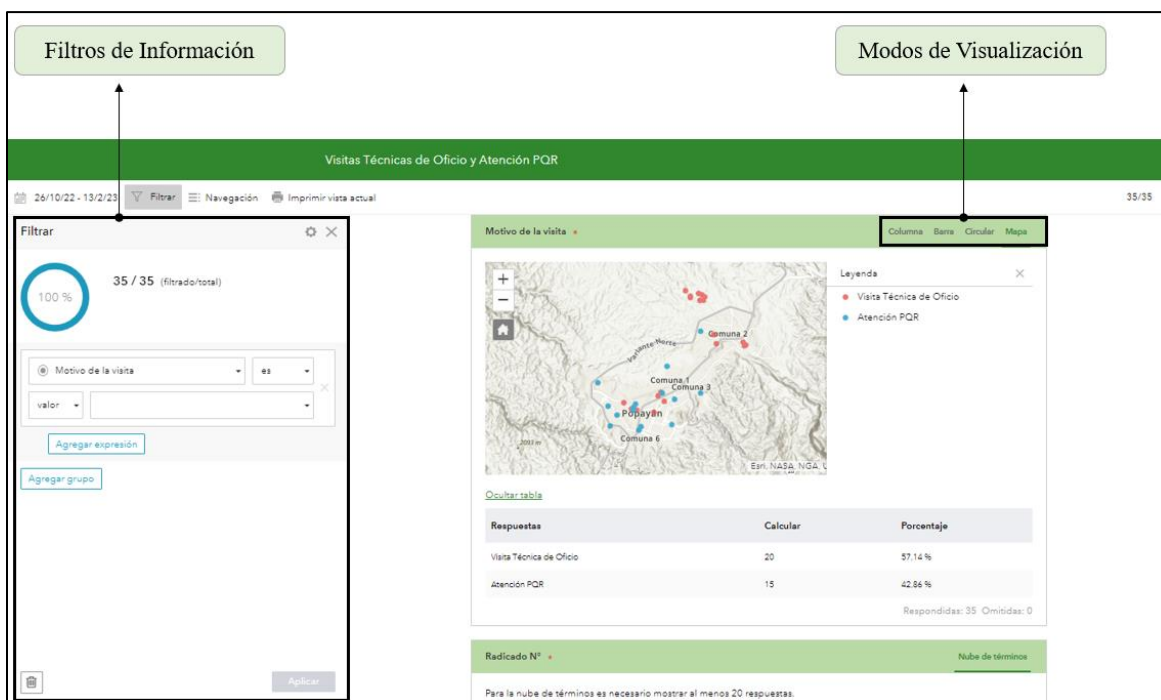 Filtros de Información
Modos de Visualización
Visitas Técnicas de Oficio y Atención PQR
26/10/22 - 13/2/23 Filtrar Navegación Imprimir vista actual 35/35
Filtrar
100 %
35 / 35 (filtrado/total)
Motivo de la visita es
valor
Agregar expresión
Agregar grupo
Aplicar
Motivo de la visita
Columna Barra Circular Mapa
Leyenda
Visita Técnica de Oficio
Atención PQR
Comuna 2
Variante Norte
Comuna 1
Comuna 3
Popayán
Comuna 6
2093 m
Esri, NASA, NGA,
Ocultar tabla
Respuestas Calcular Porcentaje
Visita Técnica de Oficio 20 57,14 %
Atención PQR 15 42,86 %
Respondidas: 35 Omitidas: 0
Radicado N°
Nube de términos
Para la nube de términos es necesario mostrar al menos 20 respuestas.